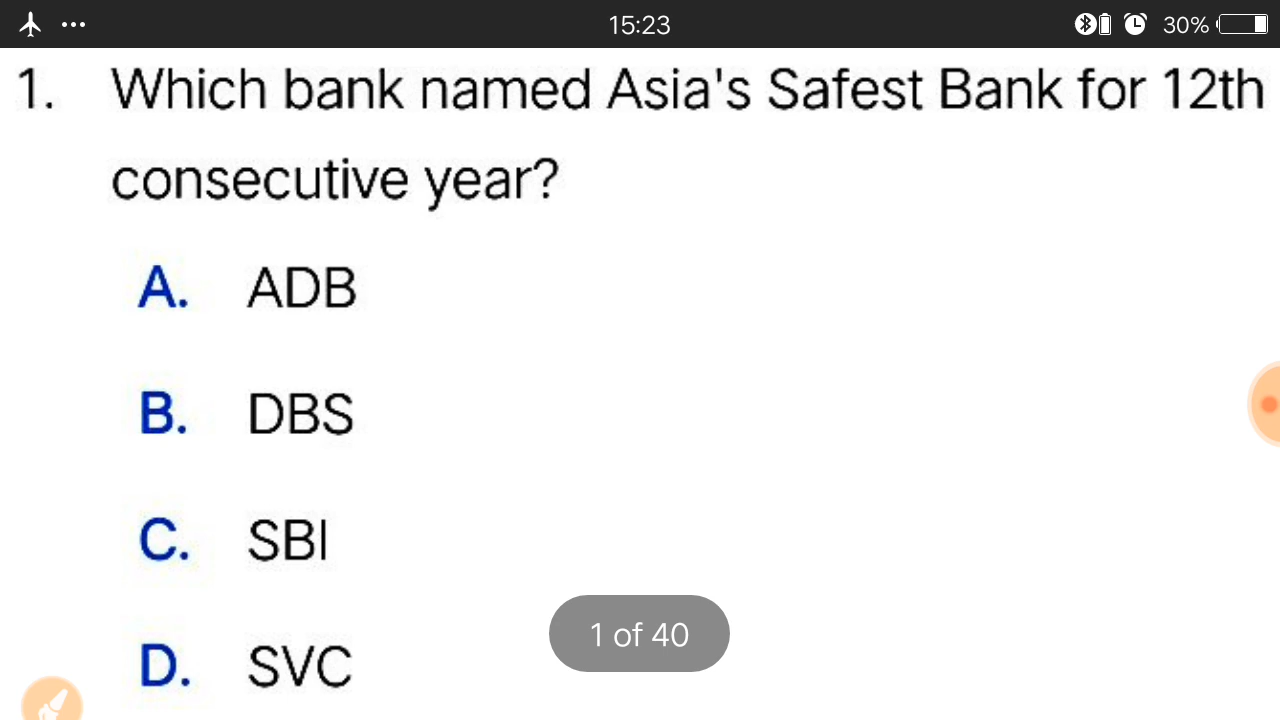 15:23
30%
1. Which bank named Asia's Safest Bank for 12th
consecutive year?
A. ADB
B. DBS
C. SBI
1 of 40
D. SVC